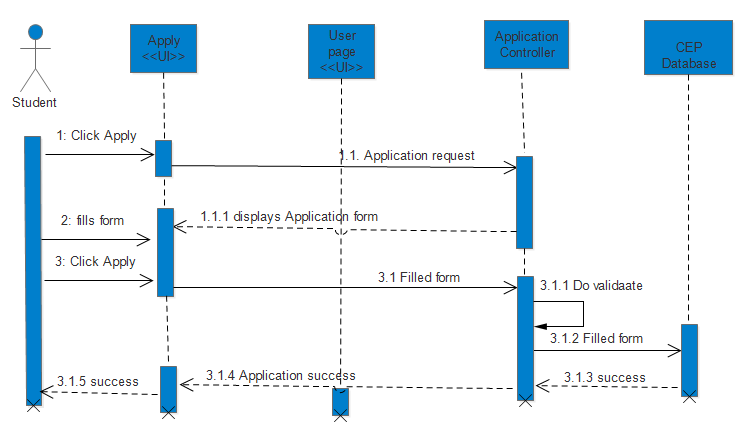 Apply
<<UI>>
User
page
<<UI>>
Application
Controller
CEP
Database
Student
1: Click Apply
1.1. Application request
1.1.1 displays Application form
2: fills form
3: Click Apply
3.1 Filled form
3.1.1 Do validaate
3.1.2 Filled form
3.1.3 success
3.1.4 Application success
3.1.5 success